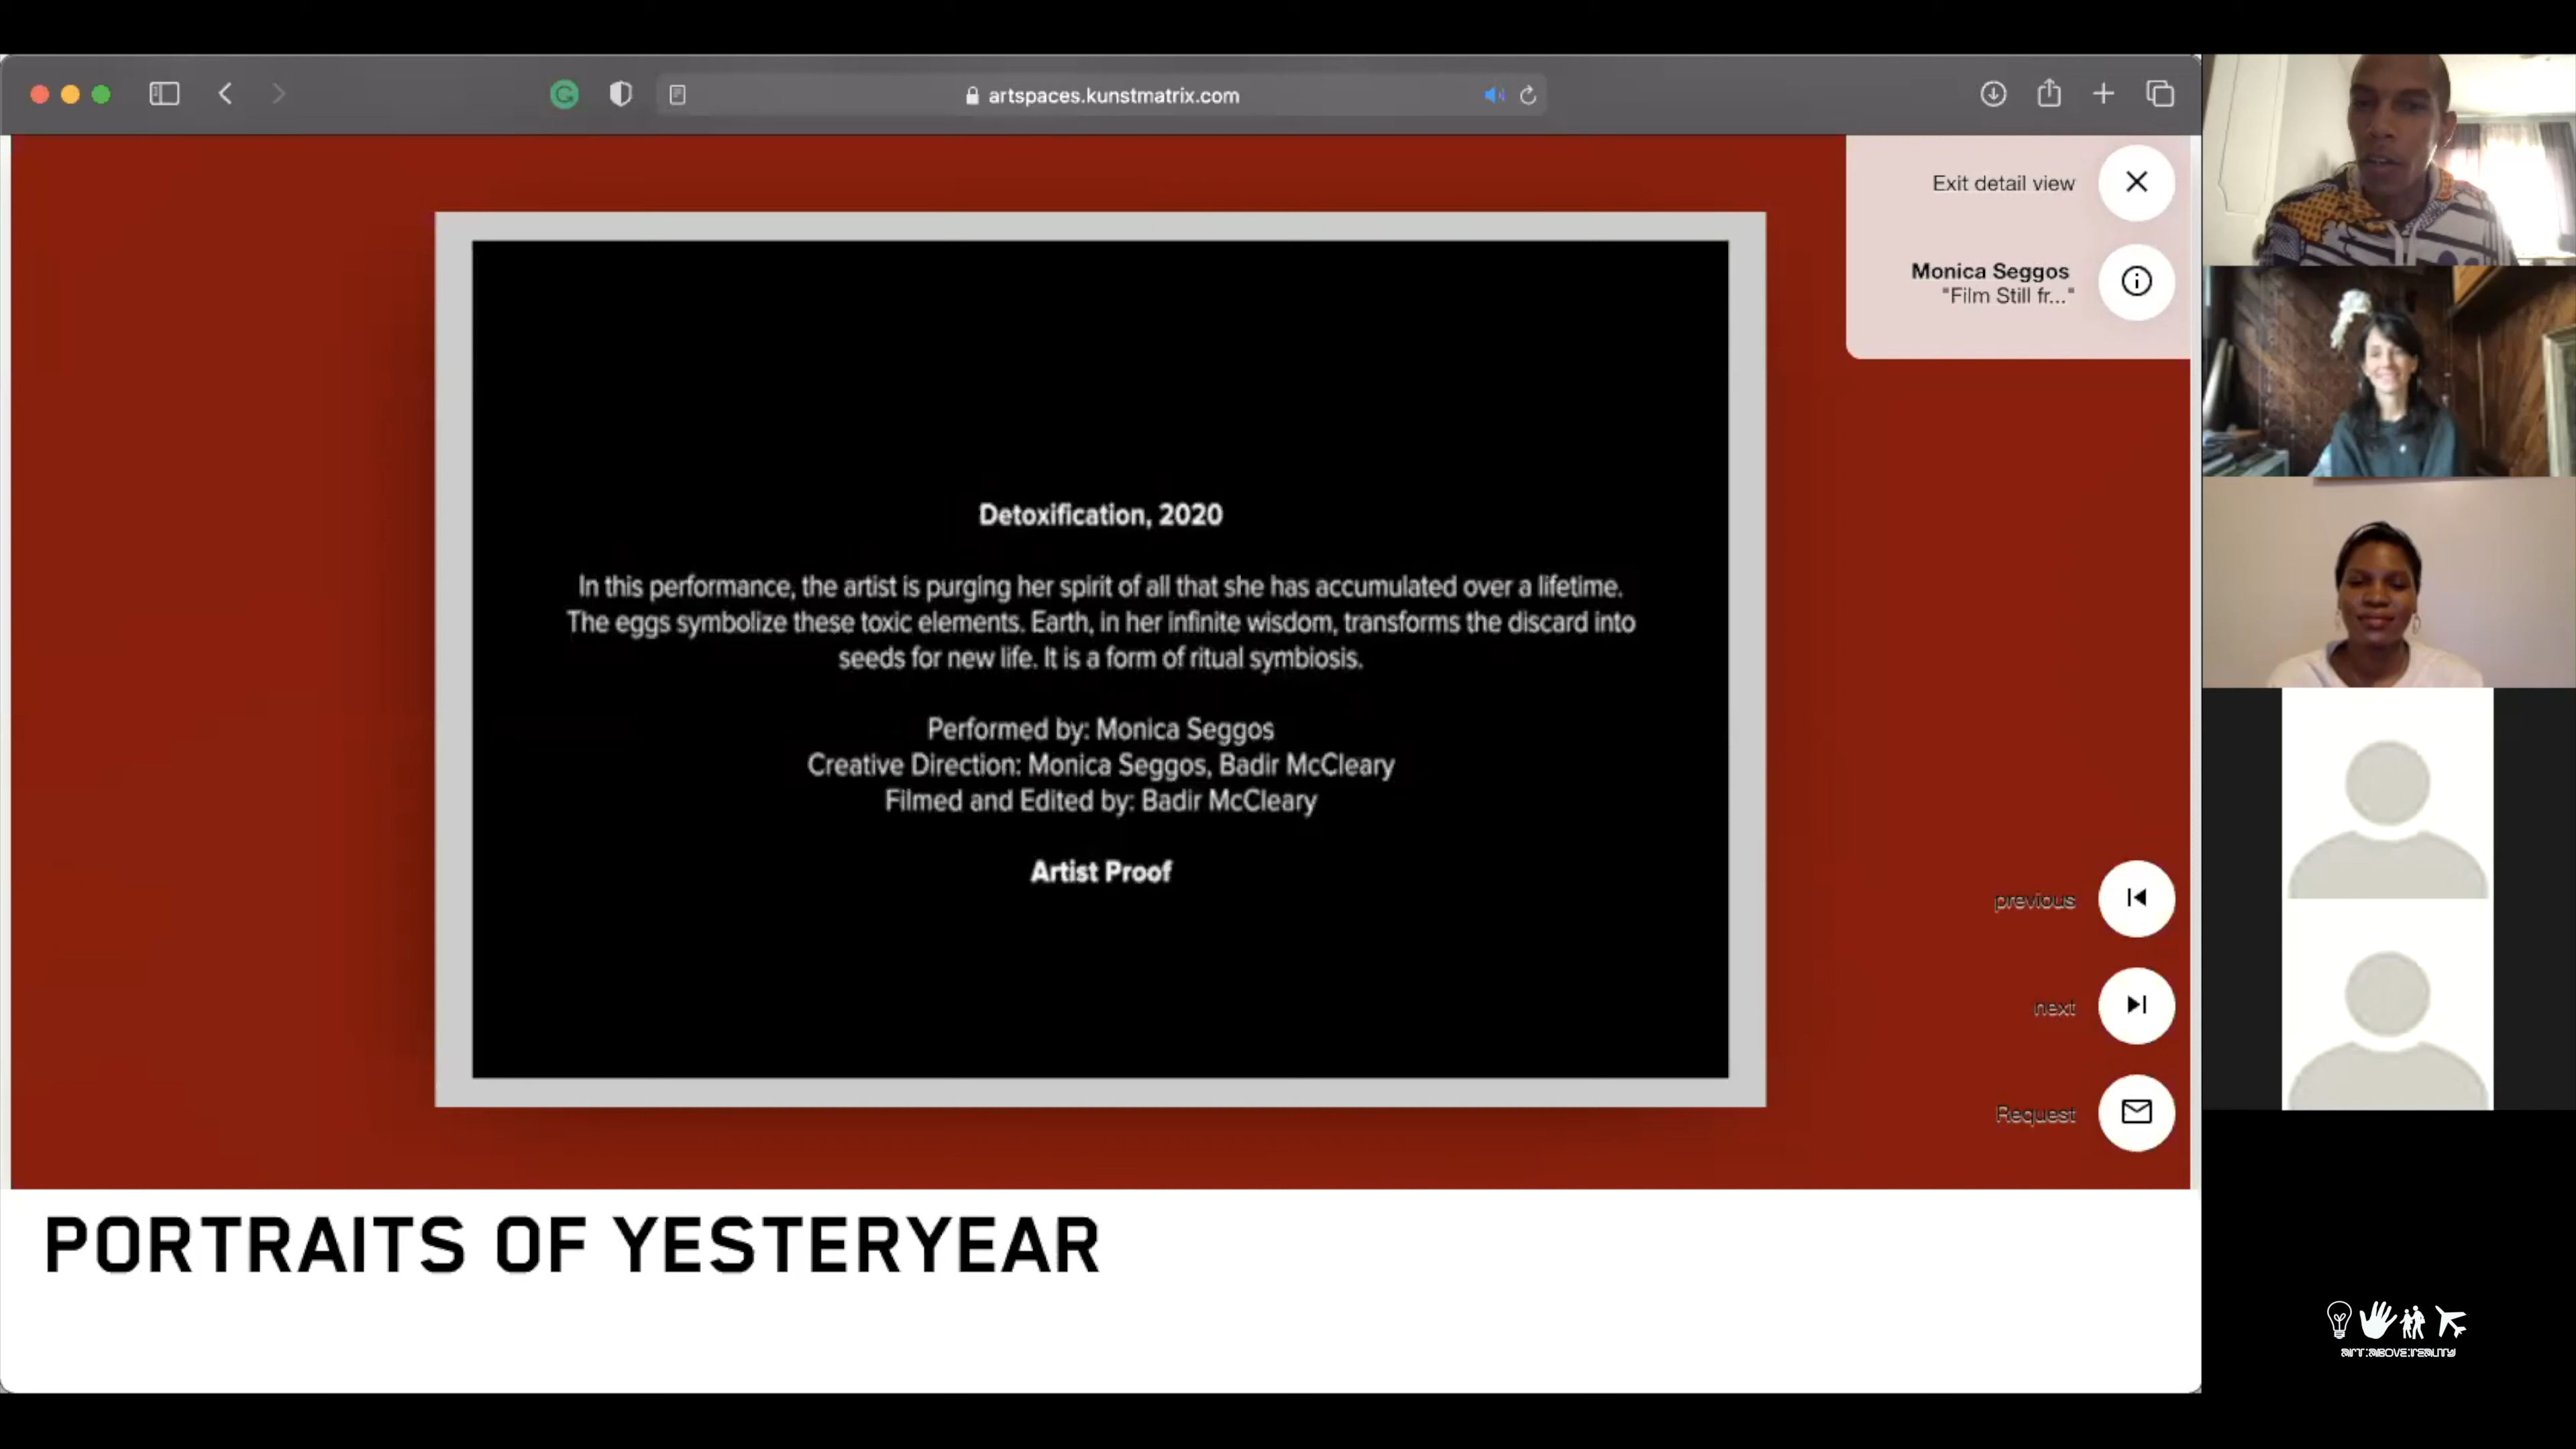 artspaces.kunstmatrix.com
Exit detail view
Monica Seggos
"Film Still fr..."
Detoxification, 2020
In this performance, the artist is purging her spirit of all that she has accumulated over a lifetime.
The eggs symbolize these toxic elements. Earth, in her infinite wisdom, transforms the discard into
seeds for new life. It is a form of ritual symbiosis.
Performed by: Monica Seggos
Creative Direction: Monica Seggos, Badir McCleary
Filmed and Edited by: Badir McCleary
Artist Proof
previous
next
Request
PORTRAITS OF YESTERYEAR
ART:ABOVE:REALITY